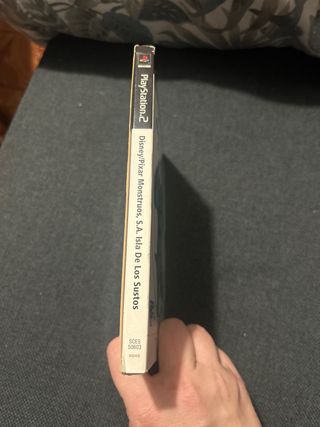 PlayStation.2
Disney/Pixar Monstruos, S.A. Isla De Los Sustos
SCES
50603